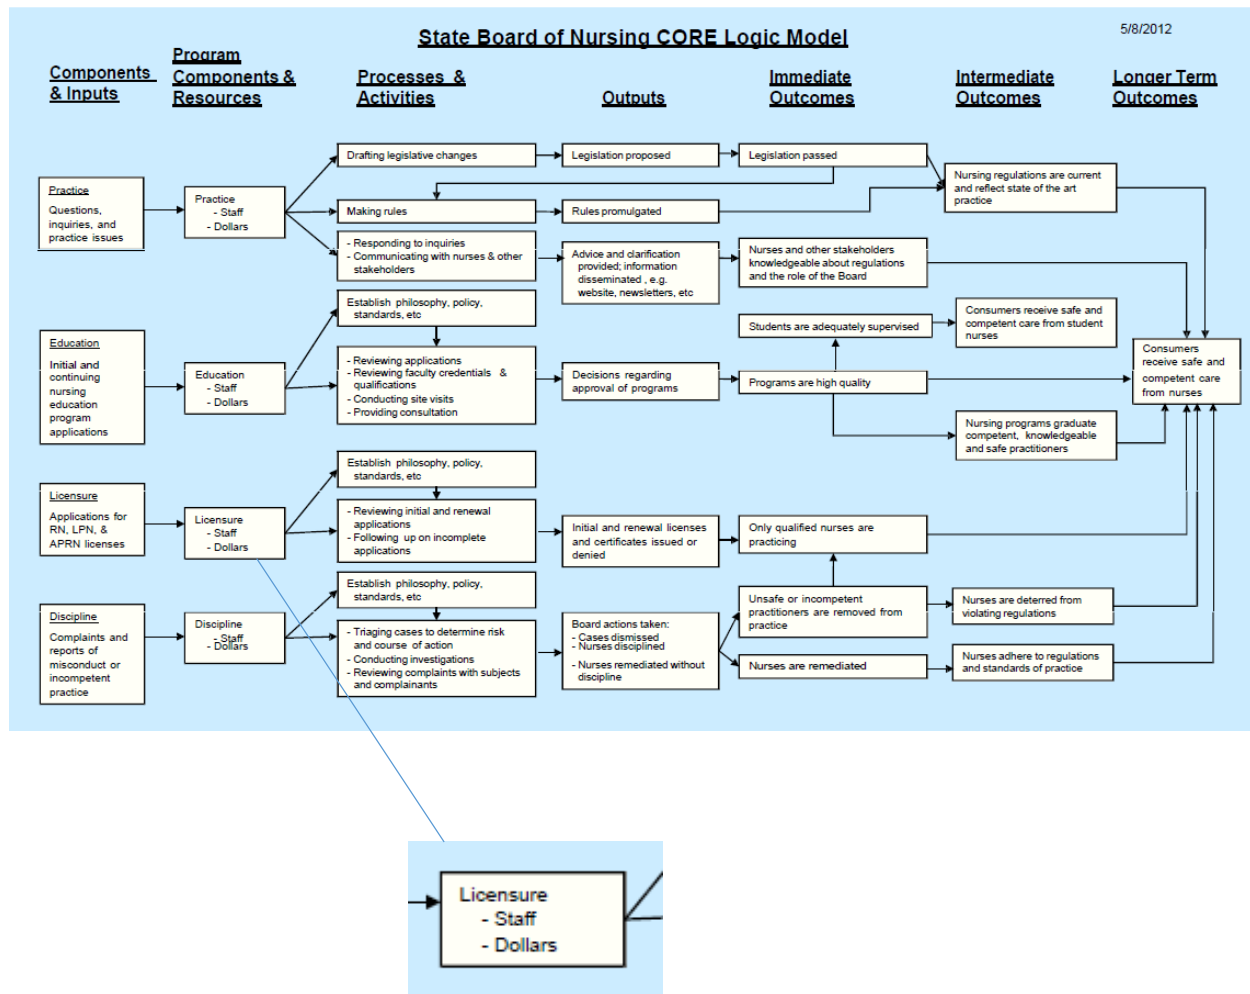 State Board of Nursing CORE Logic Model
5/8/2012
Components
& Inputs
Program
Components &
Resources
Processes &
Activities
Outputs
Immediate
Outcomes
Intermediate
Outcomes
Longer Term
Outcomes
Practice
Questions,
inquiries, and
practice issues
Practice
- Staff
- Dollars
Drafting legislative changes
Legislation proposed
Legislation passed
Making rules
Rules promulgated
Nursing regulations are current
and reflect state of the art
practice
- Responding to inquiries
- Communicating with nurses & other
stakeholders
Advice and clarification
provided; information
disseminated , e.g.
website, newsletters, etc
Nurses and other stakeholders
knowledgeable about regulations
and the role of the Board
Education
Initial and
continuing
nursing
education
program
applications
Education
- Staff
- Dollars
Establish philosophy, policy,
standards, etc
- Reviewing applications
- Reviewing faculty credentials &
qualifications
- Conducting site visits
- Providing consultation
Decisions regarding
approval of programs
Students are adequately supervised
Programs are high quality
Consumers receive safe and
competent care from student
nurses
Nursing programs graduate
competent, knowledgeable
and safe practitioners
Consumers
receive safe and
competent care
from nurses
Licensure
Applications for
RN, LPN, &
APRN licenses
Licensure
- Staff
- Dollars
Establish philosophy, policy,
standards, etc
- Reviewing initial and renewal
applications
- Following up on incomplete
applications
Initial and renewal licenses
and certificates issued or
denied
Only qualified nurses are
practicing
Discipline
Complaints and
reports of
misconduct or
incompetent
practice
Discipline
- Staff
- Dollars
Establish philosophy, policy,
standards, etc
- Triaging cases to determine risk
and course of action
- Conducting investigations
- Reviewing complaints with subjects
and complainants
Board actions taken:
- Cases dismissed
- Nurses disciplined
- Nurses remediated without
discipline
Unsafe or incompetent
practitioners are removed from
practice
Nurses are remediated
Nurses are deterred from
violating regulations
Nurses adhere to regulations
and standards of practice
Licensure
- Staff
- Dollars